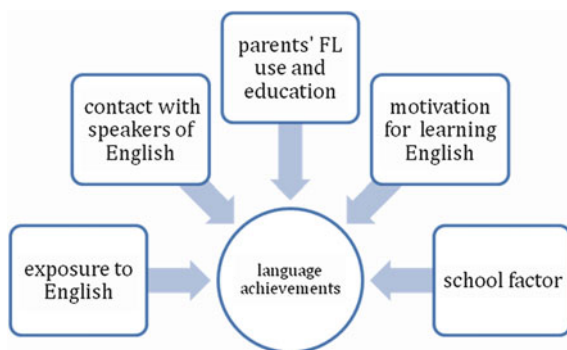 parents' FL
use and
education
contact with
speakers of
English
motivation
for learning
English
exposure to
English
language
achievements
school factor